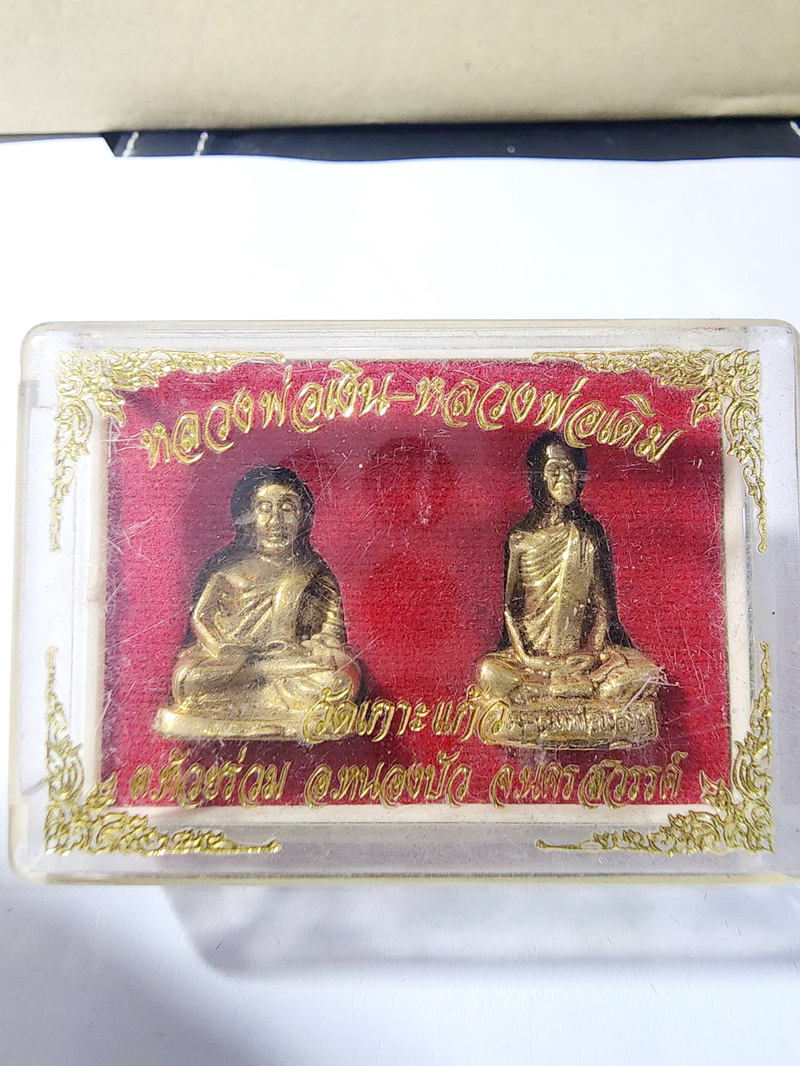 หลวงพ่อเงิน-หลวงพ่อเดิม
วัดเกาะแก้ว
ต.ห้วยร่วม อ.หนองบัว จ.นครสวรรค์